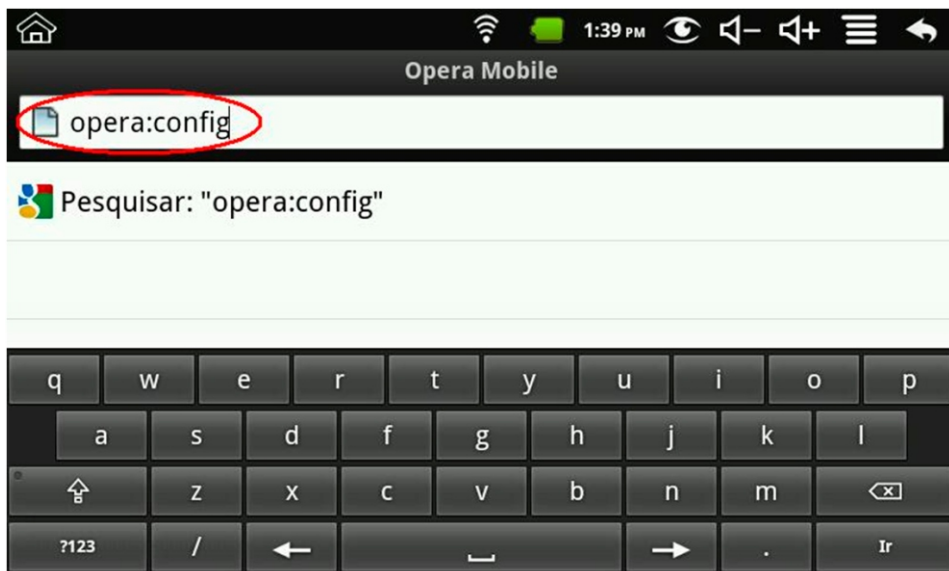 1:39 PM
Opera Mobile
opera:config
Pesquisar: "opera:config"
q w e r t y u i o p
a s d f g h j k l
z x c v b n m
?123 / . Ir